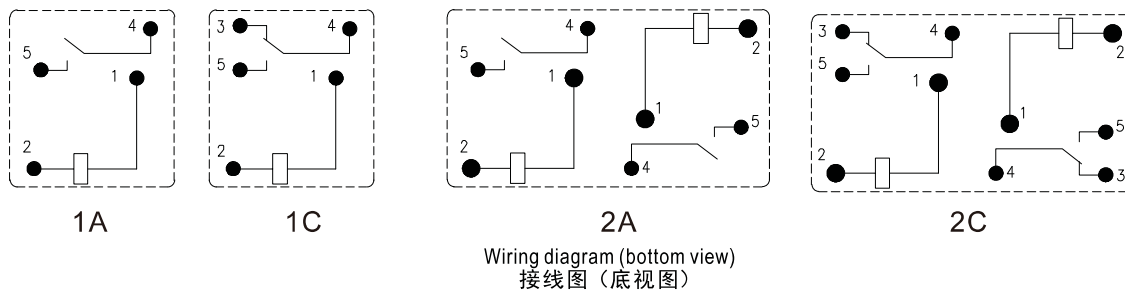 4 3 4 4 2 3 4
5 5 1 1 5 1 5 1 2
1 5 1 5
2 2 2 4 2 4 3
1A 1C 2A 2C
Wiring diagram (bottom view)
接线图（底视图）